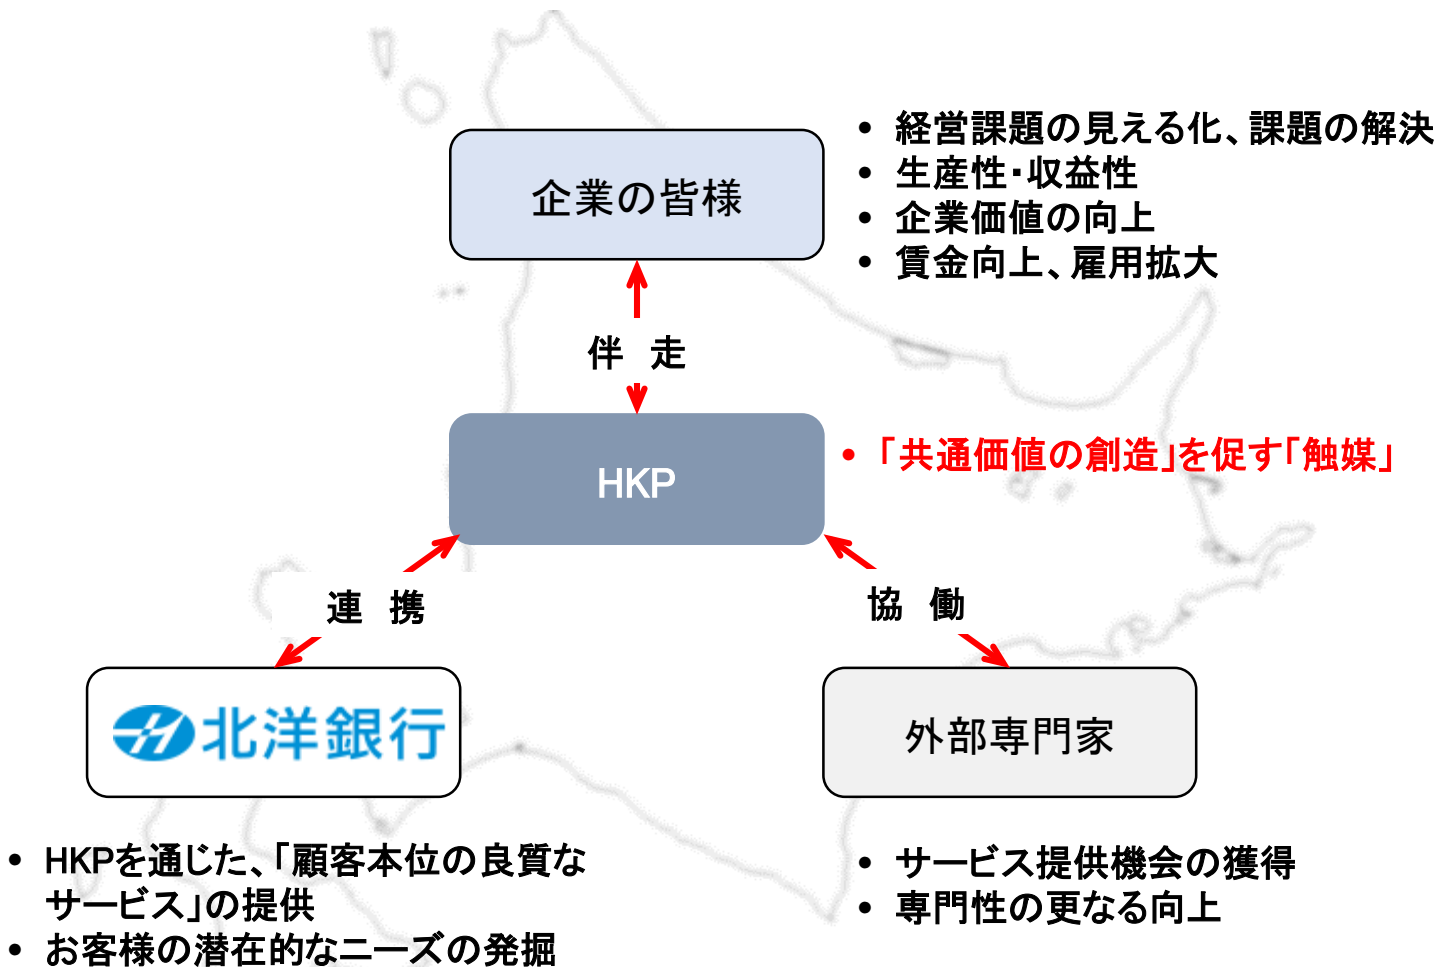 企業の皆様
• 経営課題の見える化、課題の解決
• 生産性・収益性
• 企業価値の向上
• 賃金向上、雇用拡大
伴 走
HKP
• 「共通価値の創造」を促す「触媒」
連 携
協 働
北洋銀行
外部専門家
• HKPを通じた、「顧客本位の良質な
サービス」の提供
• お客様の潜在的なニーズの発掘
• サービス提供機会の獲得
• 専門性の更なる向上